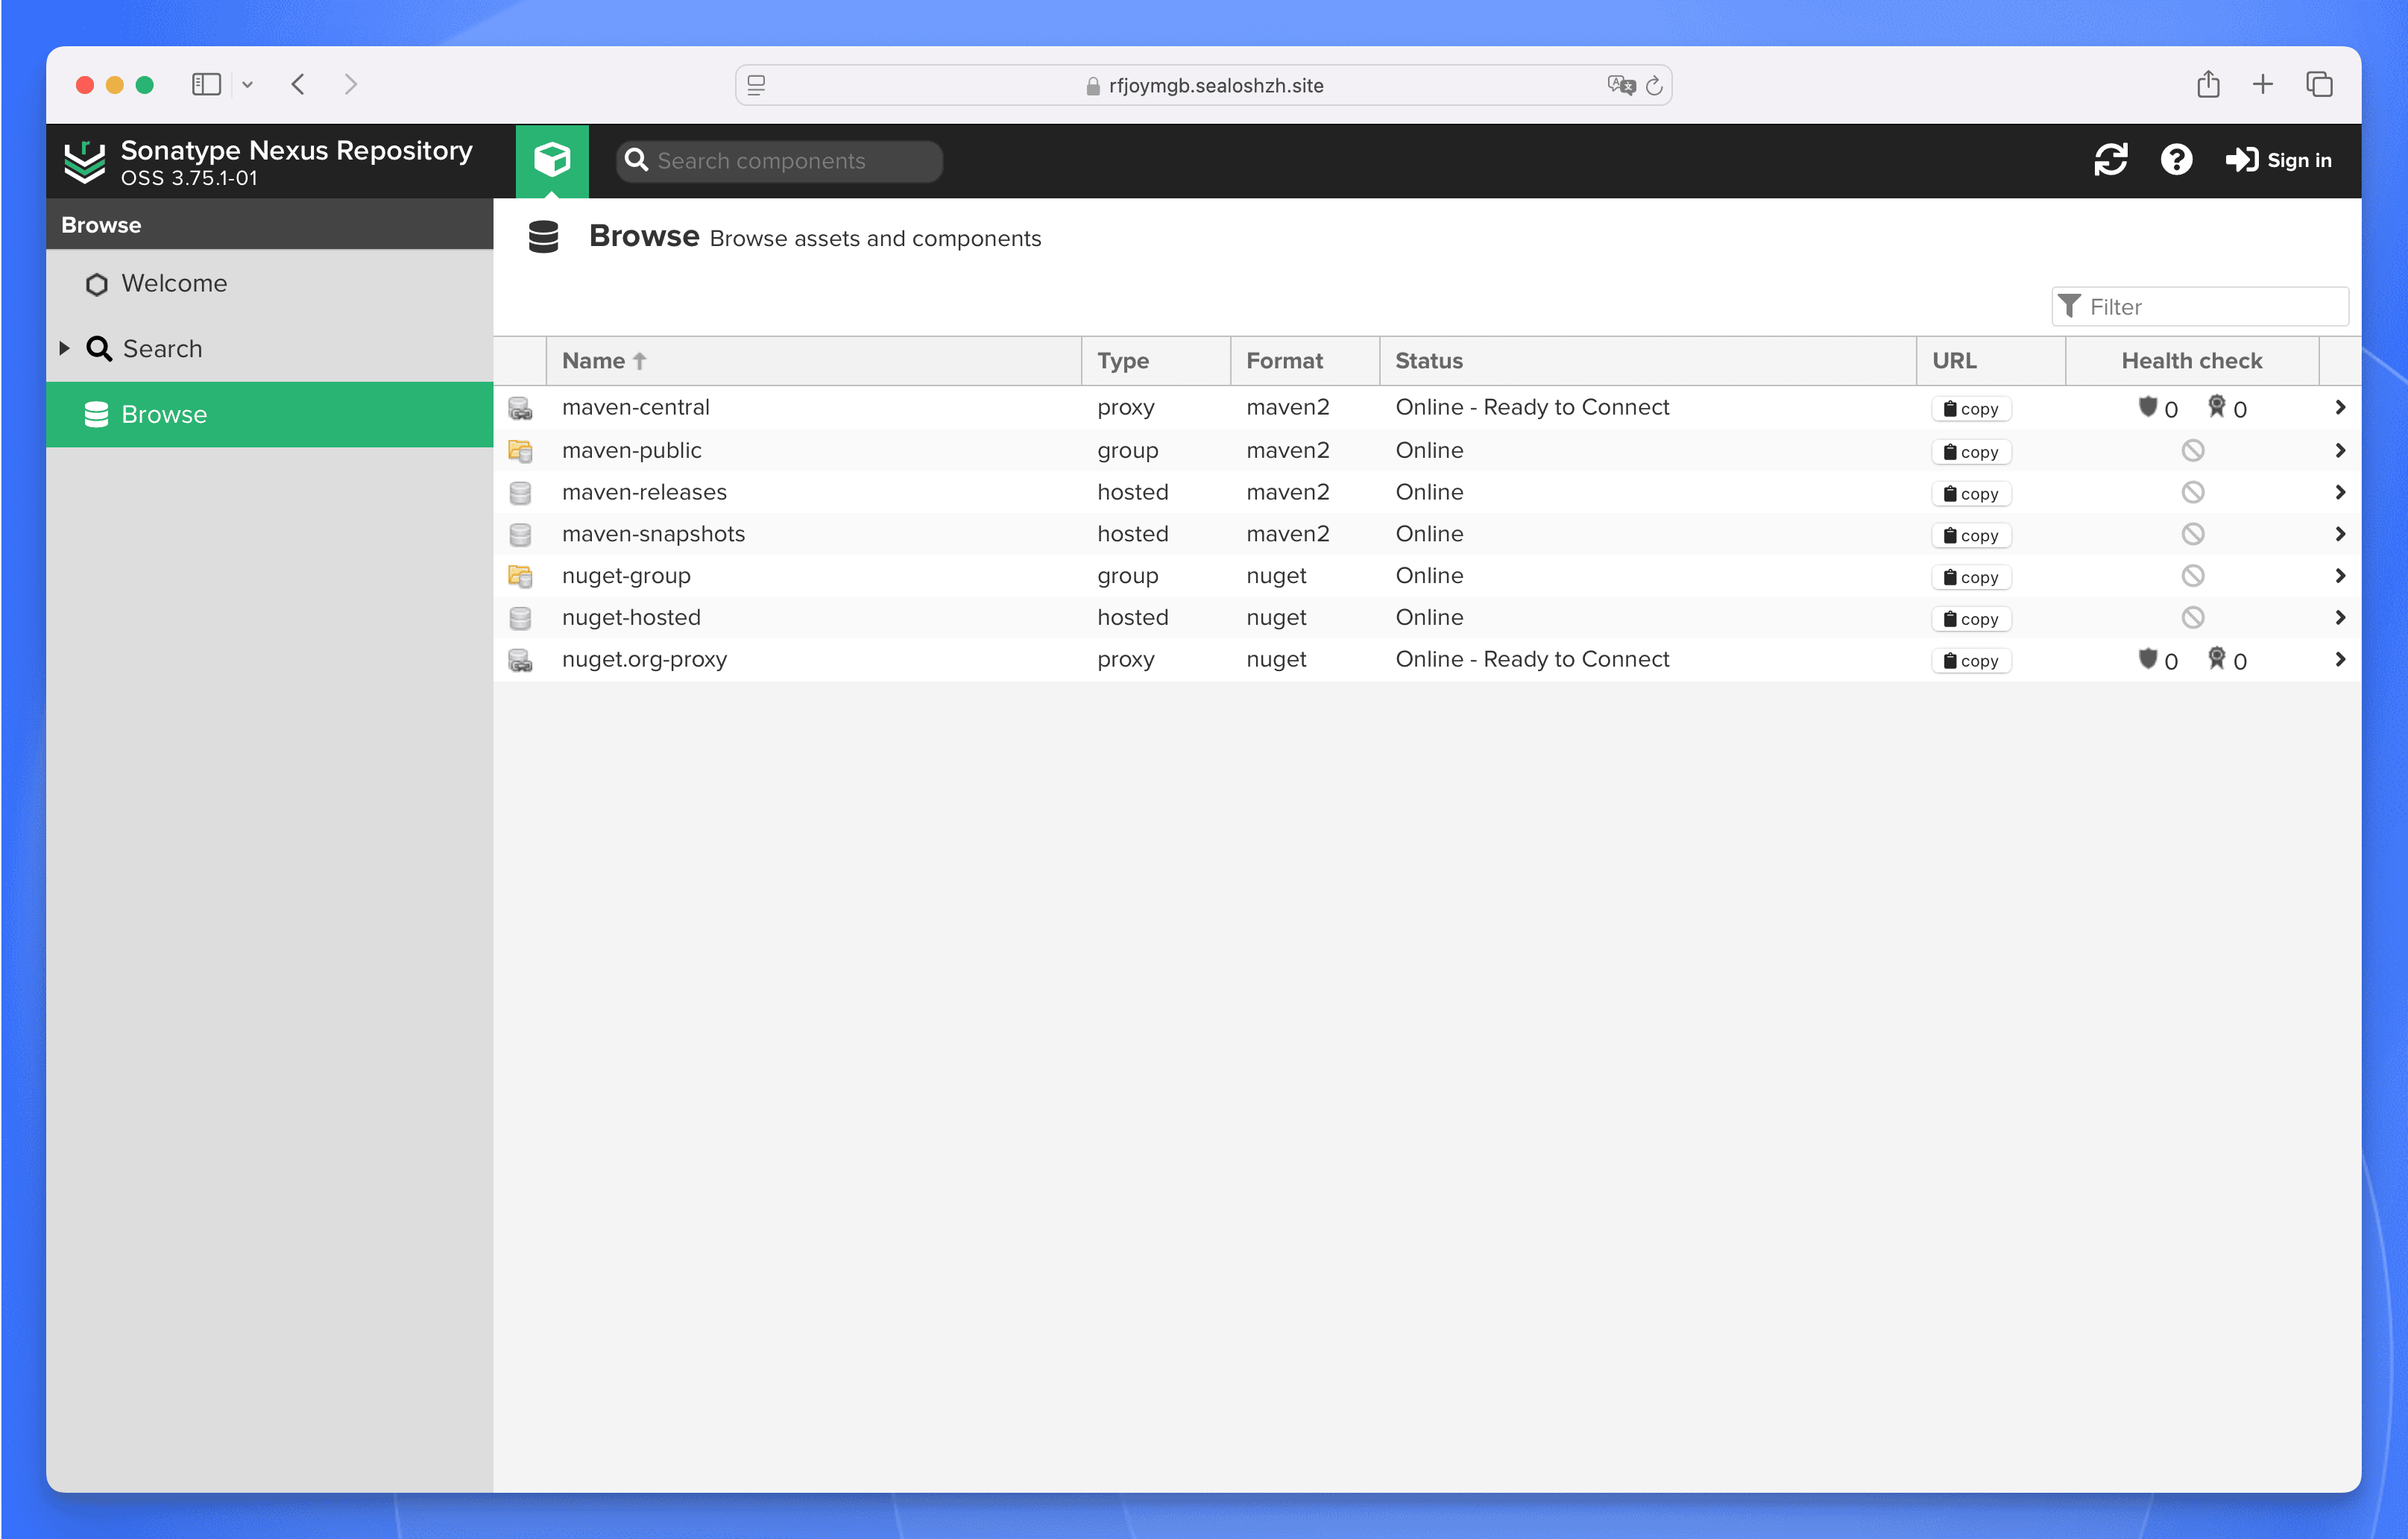 rfjoymgb.sealoshzh.site
Sonatype Nexus Repository
OSS 3.75.1-01
Search components
Sign in
Browse
Welcome
Search
Browse
Browse Browse assets and components
Filter
Name Type Format Status URL Health check
maven-central proxy maven2 Online - Ready to Connect copy 0 0
maven-public group maven2 Online copy
maven-releases hosted maven2 Online copy
maven-snapshots hosted maven2 Online copy
nuget-group group nuget Online copy
nuget-hosted hosted nuget Online copy
nuget.org-proxy proxy nuget Online - Ready to Connect copy 0 0